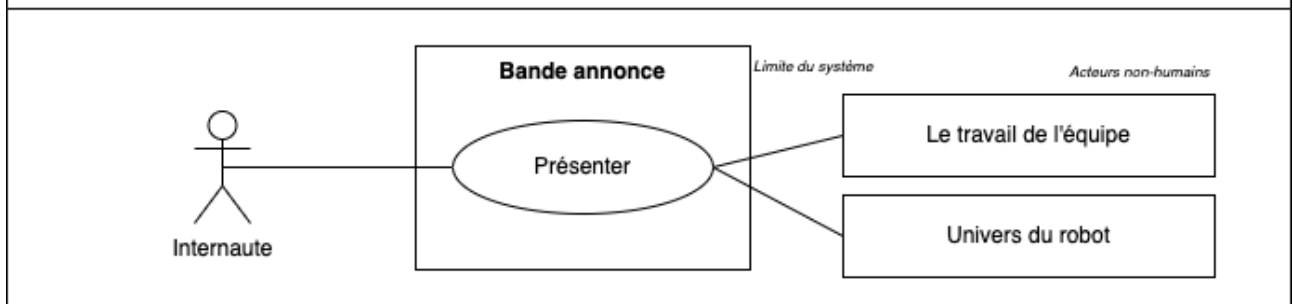 Bande annonce
Limite du système
Acteurs non-humains
Le travail de l'équipe
Présenter
Univers du robot
Internaute